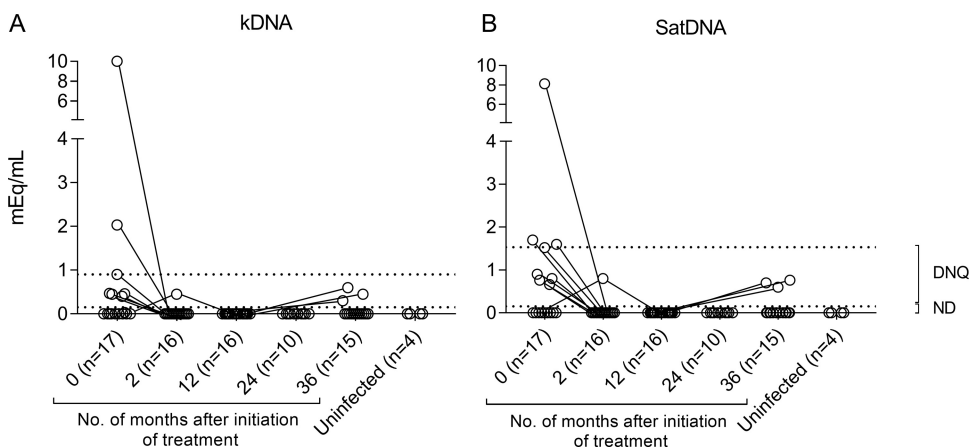 A
kDNA
mEq/mL
10
8
6
4
3
2
1
0
0 (n=17)
2 (n=16)
12 (n=16)
24 (n=10)
36 (n=15)
Uninfected (n=4)
No. of months after initiation
of treatment
B
SatDNA
10
8
6
4
3
2
1
0
DNQ
ND
0 (n=17)
2 (n=16)
12 (n=16)
24 (n=10)
36 (n=15)
Uninfected (n=4)
No. of months after initiation
of treatment